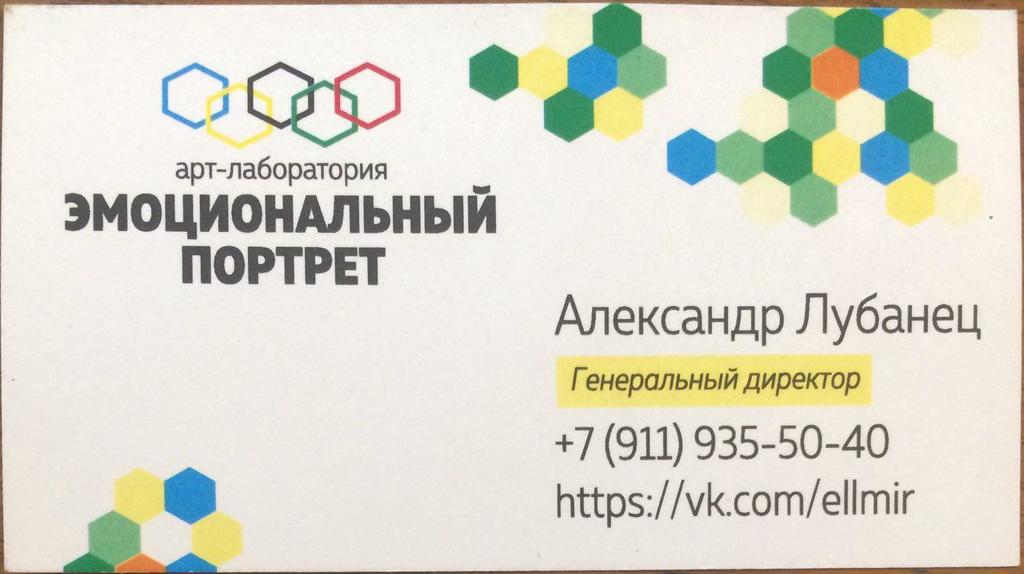 арт-лаборатория
ЭМОЦИОНАЛЬНЫЙ
ПОРТРЕТ
Александр Лубанец
Генеральный директор
+7 (911) 935-50-40
https://vk.com/ellmir